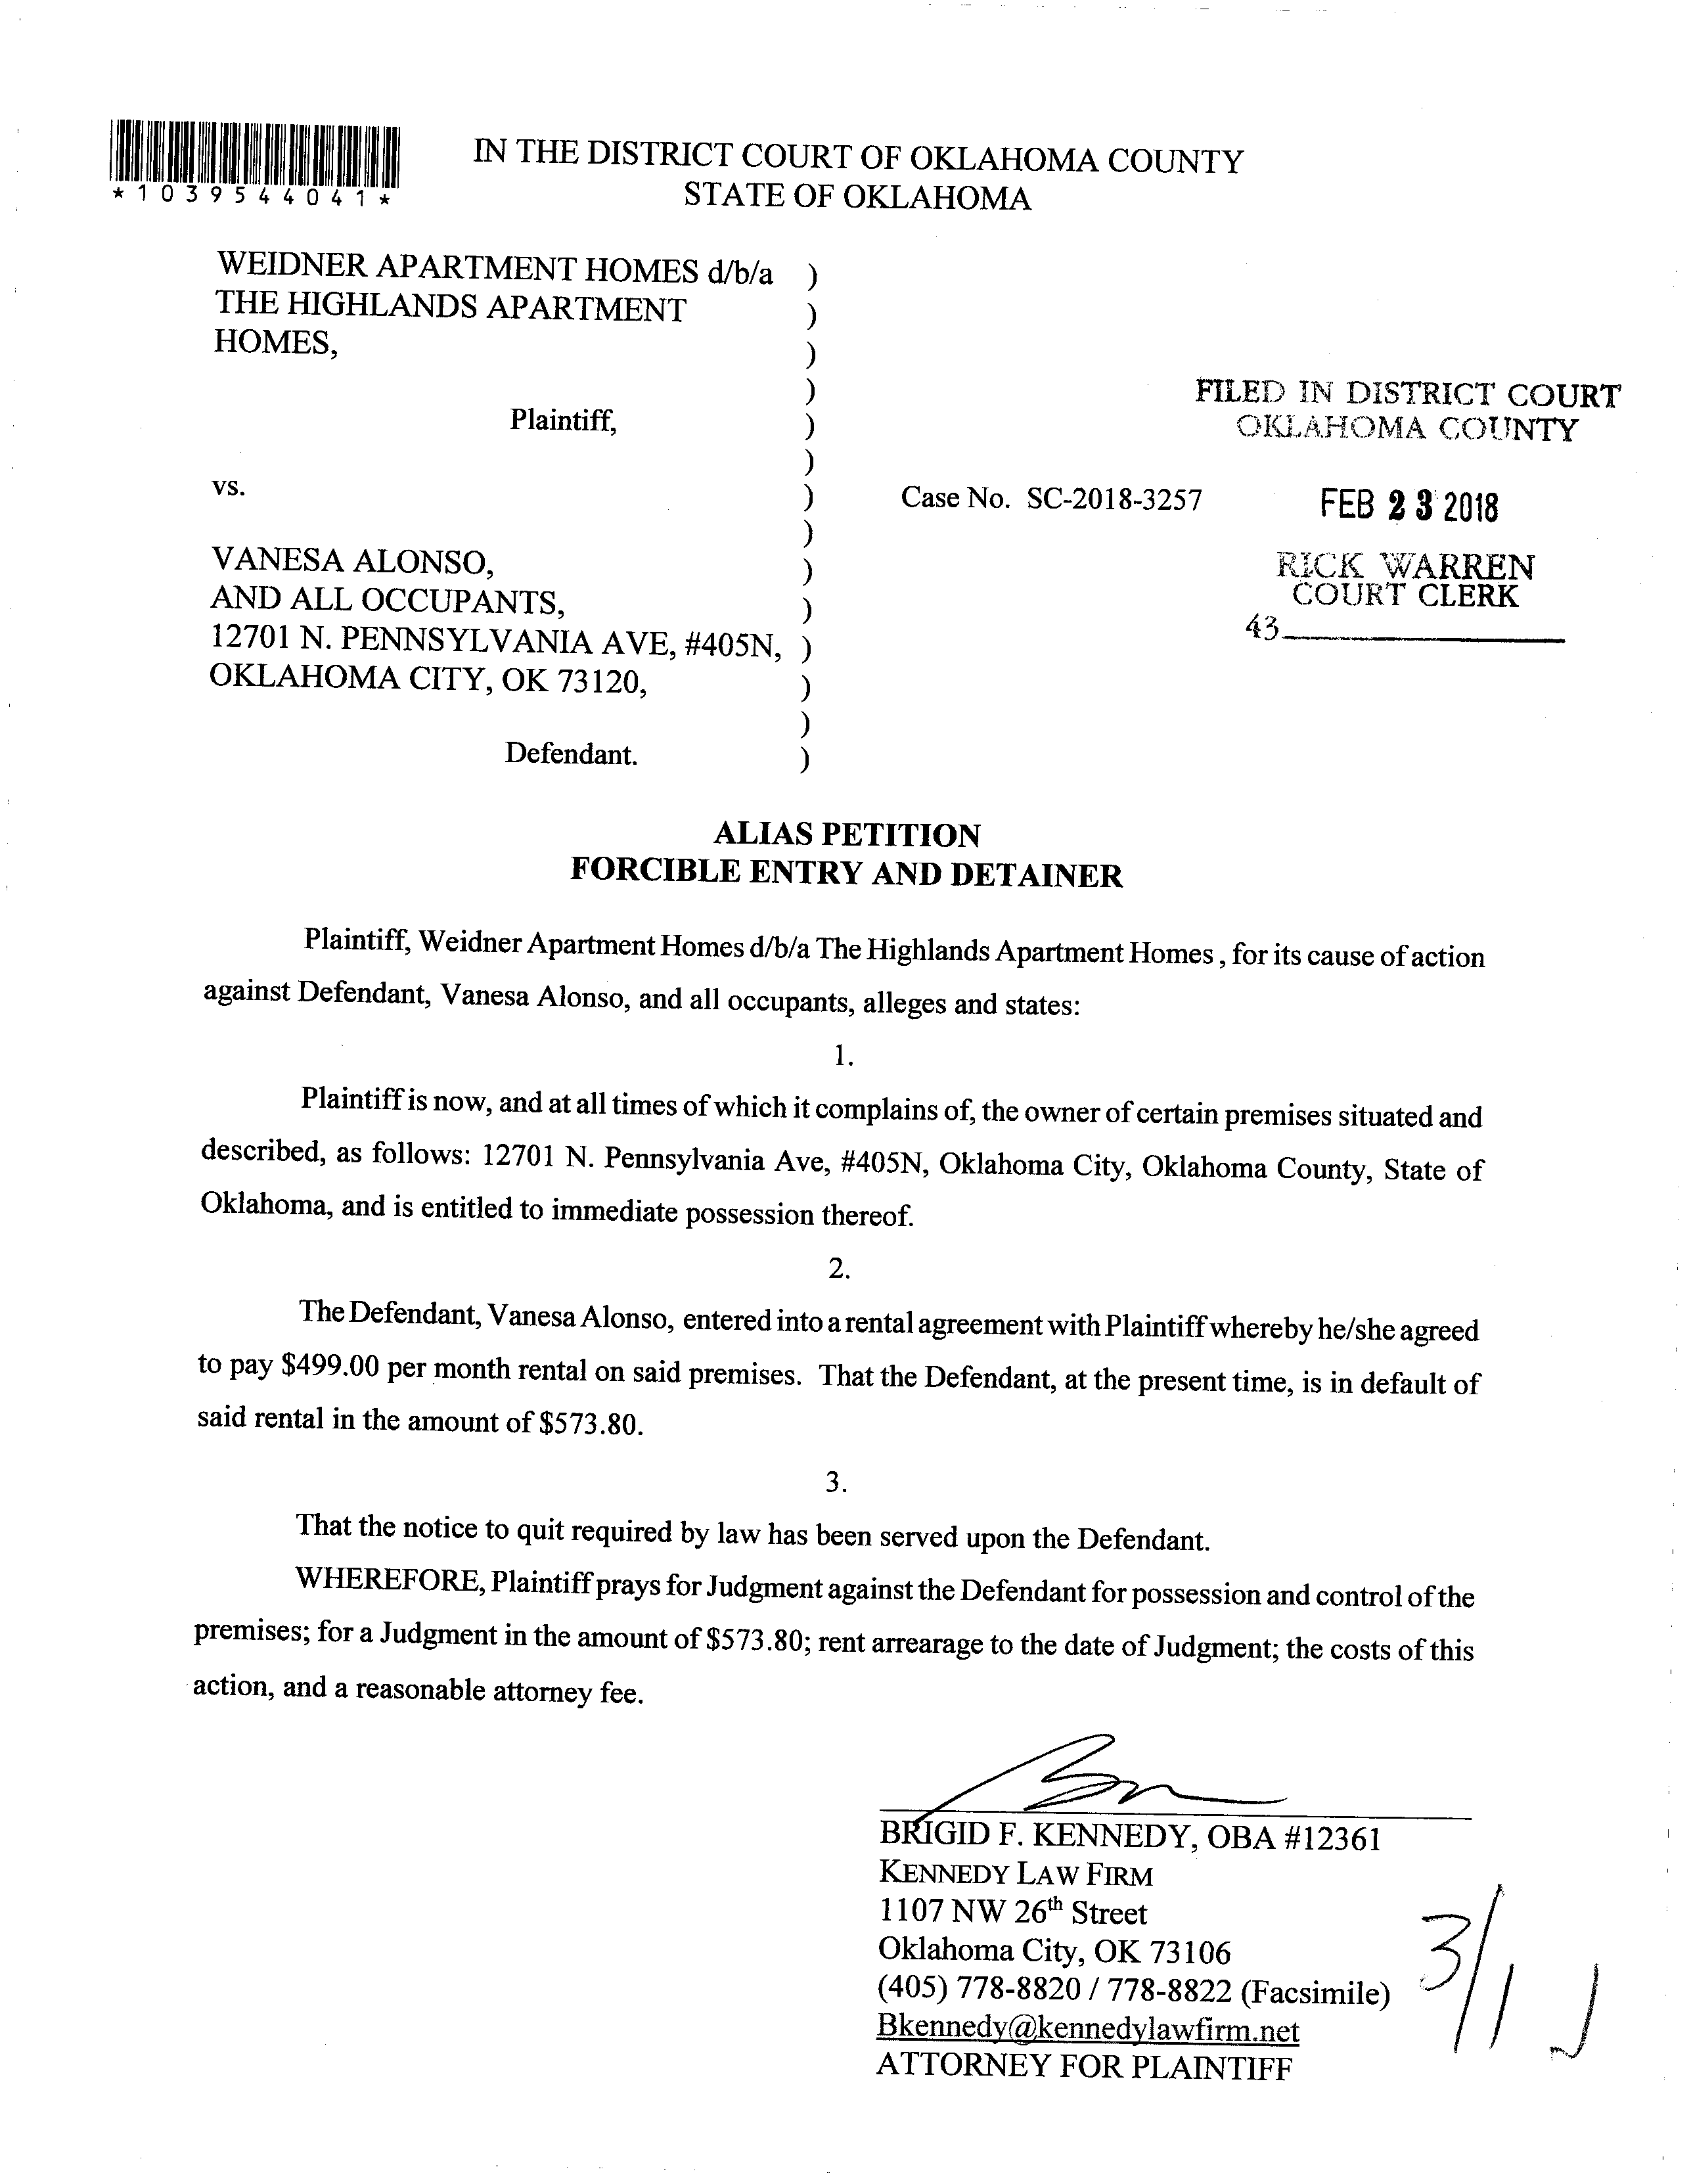 IN THE DISTRICT COURT OF OKLAHOMA COUNTY
STATE OF OKLAHOMA
*1039544041*
WEIDNER APARTMENT HOMES d/b/a )
THE HIGHLANDS APARTMENT )
HOMES, )
)
Plaintiff, )
)
vs. )
)
VANESA ALONSO, )
AND ALL OCCUPANTS, )
12701 N. PENNSYLVANIA AVE, #405N, )
OKLAHOMA CITY, OK 73120, )
)
Defendant. )
Case No. SC-2018-3257
FILED IN DISTRICT COURT
OKLAHOMA COUNTY
FEB 23 2018
RICK WARREN
COURT CLERK
43
ALIAS PETITION
FORCIBLE ENTRY AND DETAINER
Plaintiff, Weidner Apartment Homes d/b/a The Highlands Apartment Homes , for its cause of action
against Defendant, Vanesa Alonso, and all occupants, alleges and states:
1.
Plaintiff is now, and at all times of which it complains of, the owner of certain premises situated and
described, as follows: 12701 N. Pennsylvania Ave, #405N, Oklahoma City, Oklahoma County, State of
Oklahoma, and is entitled to immediate possession thereof.
2.
The Defendant, Vanesa Alonso, entered into a rental agreement with Plaintiff whereby he/she agreed
to pay $499.00 per month rental on said premises. That the Defendant, at the present time, is in default of
said rental in the amount of $573.80.
3.
That the notice to quit required by law has been served upon the Defendant.
WHEREFORE, Plaintiff prays for Judgment against the Defendant for possession and control of the
premises; for a Judgment in the amount of $573.80; rent arrearage to the date of Judgment; the costs of this
action, and a reasonable attorney fee.
BRIGID F. KENNEDY, OBA #12361
KENNEDY LAW FIRM
1107 NW 26th Street
Oklahoma City, OK 73106
(405) 778-8820 / 778-8822 (Facsimile)
Bkennedy@kennedylawfirm.net
ATTORNEY FOR PLAINTIFF
3/1 J